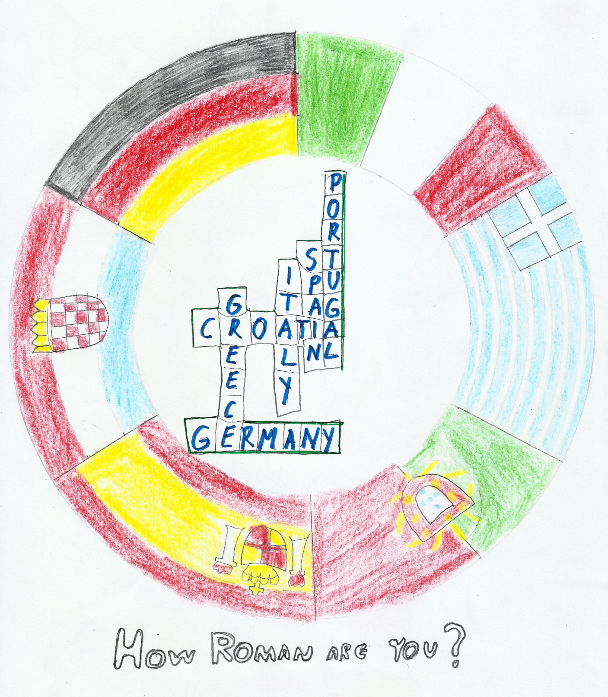 PORTUGAL
SPAIN
ITALY
GREECE
CROATIA
GERMANY
HOW ROMAN ARE YOU?